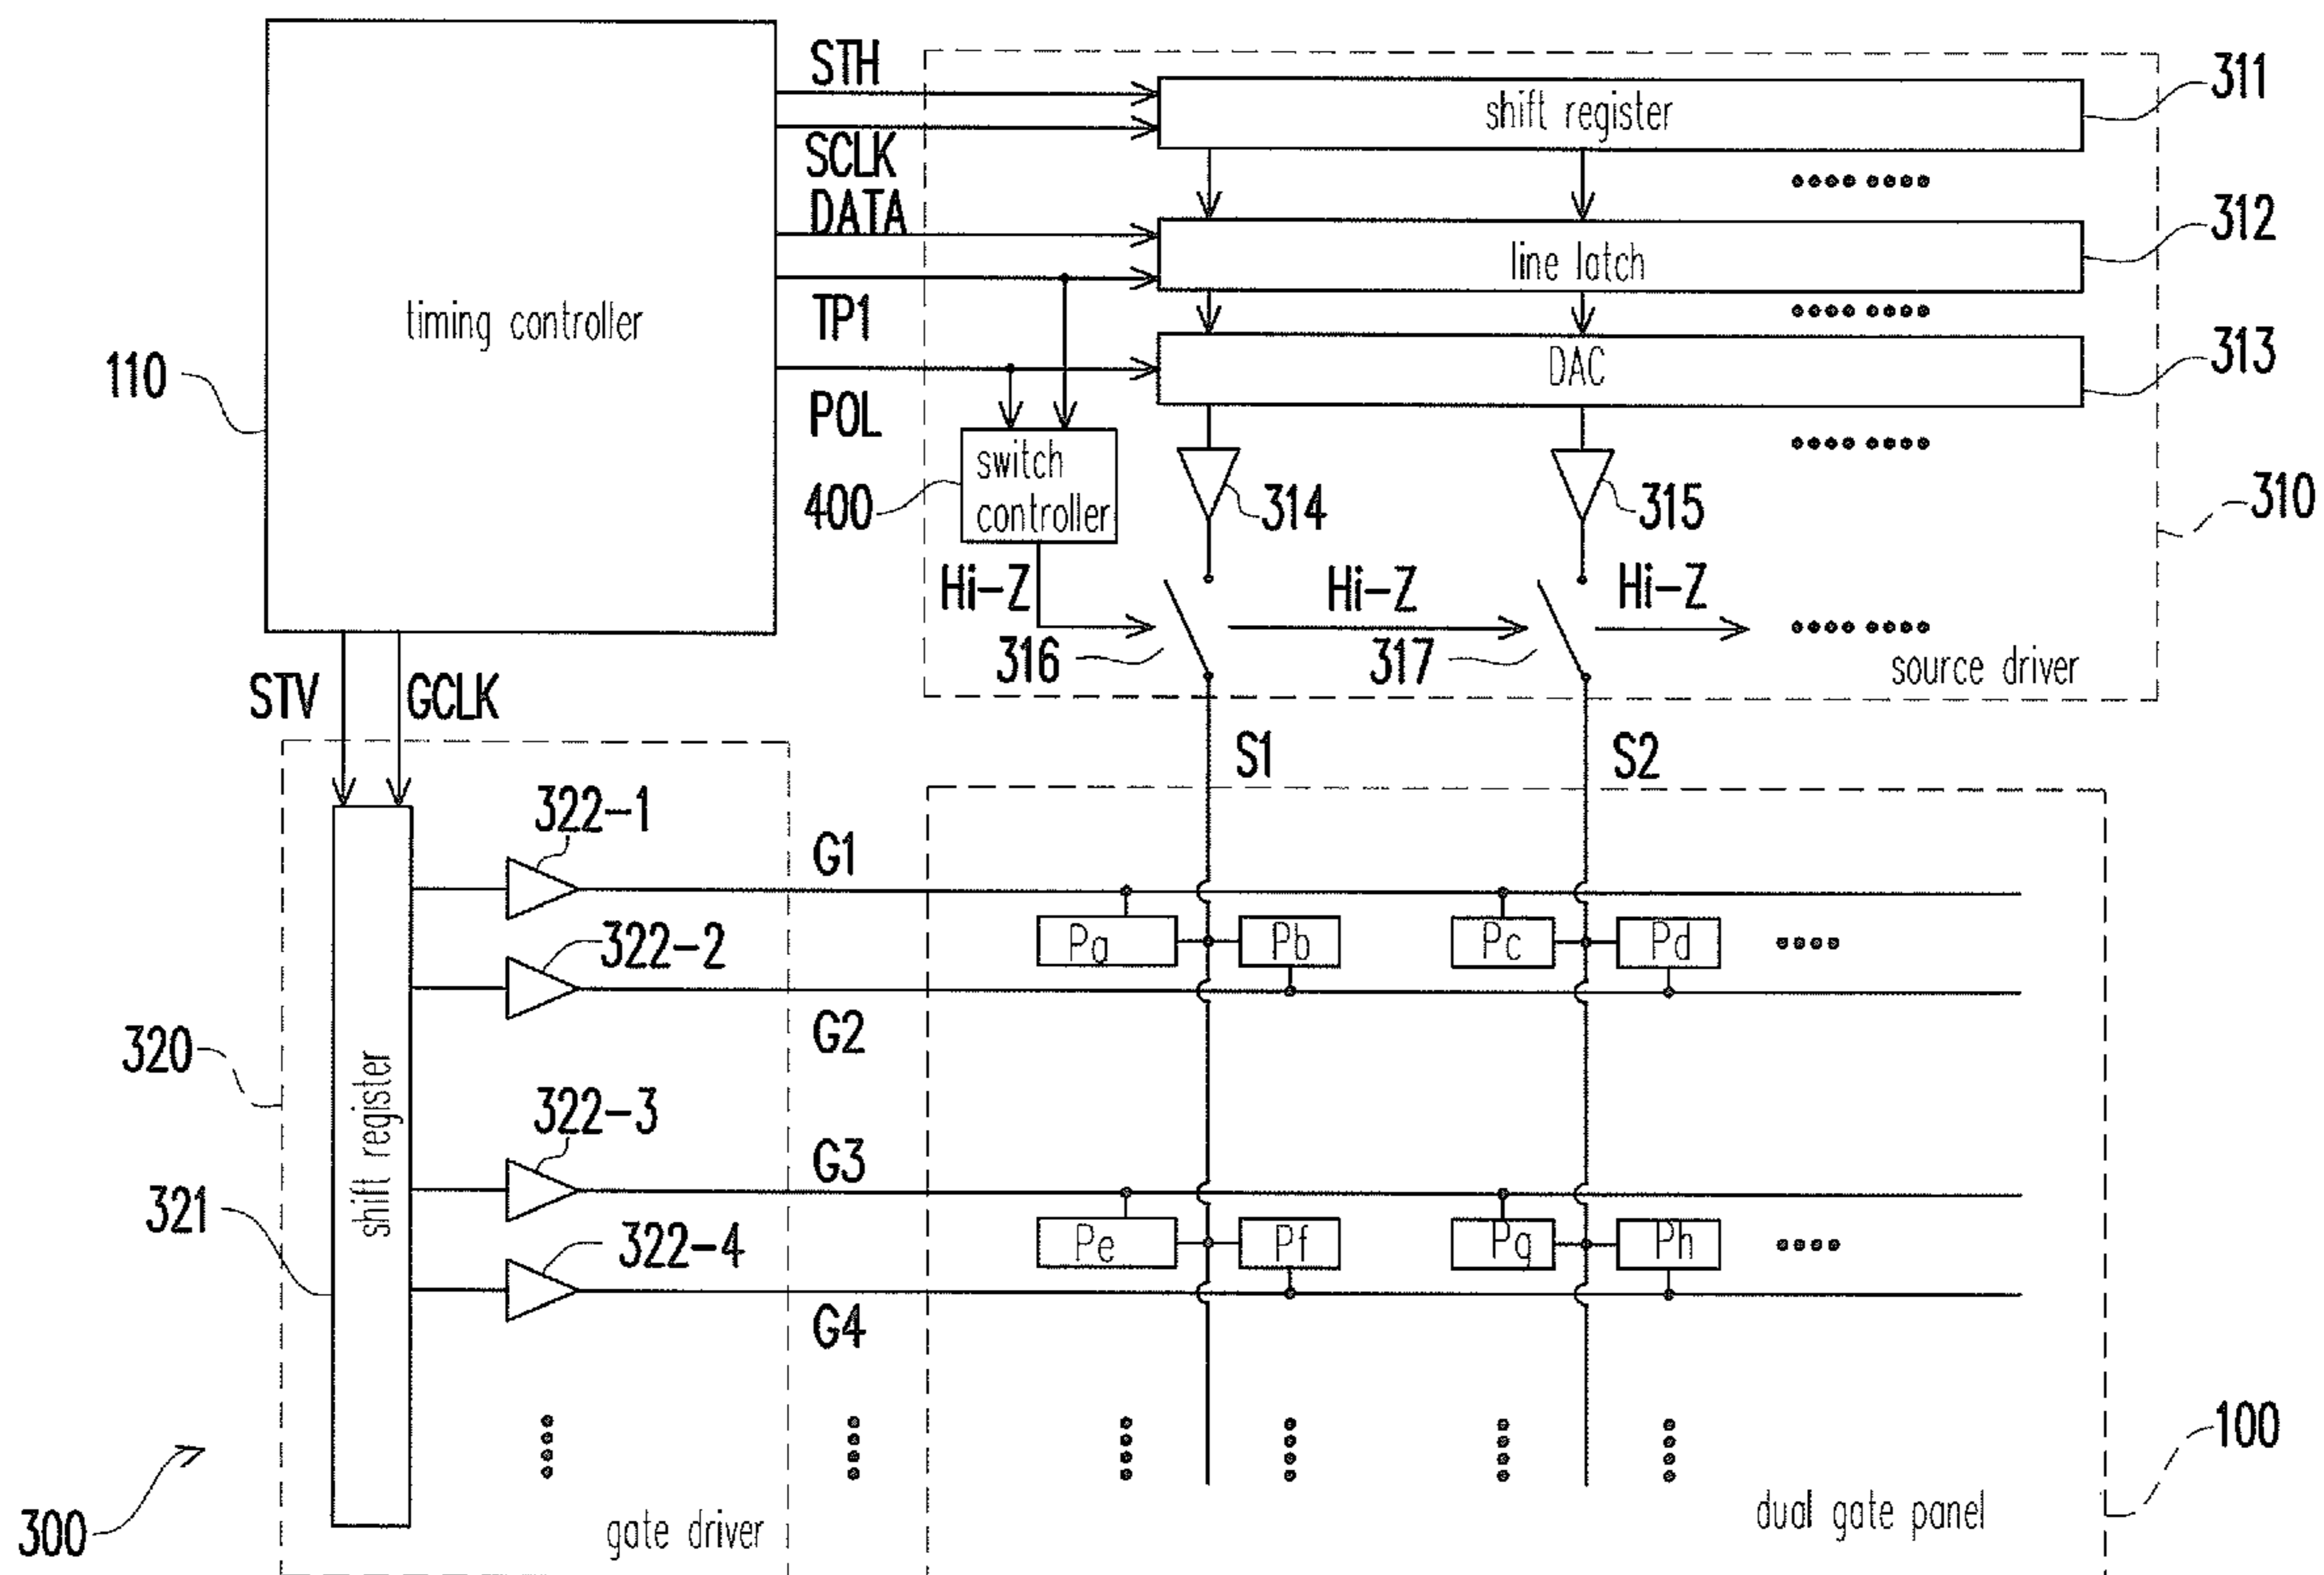 STH
shift register
311
SCLK
DATA
line latch
312
timing controller
TP1
DAC
313
110
POL
switch
controller
400
314
315
310
Hi-Z
Hi-Z
Hi-Z
316
317
source driver
STV
GCLK
S1
S2
322-1
G1
Pa
Pb
Pc
Pd
322-2
G2
320
shift register
322-3
G3
321
322-4
Pe
Pf
Pg
Ph
G4
100
300
gate driver
dual gate panel